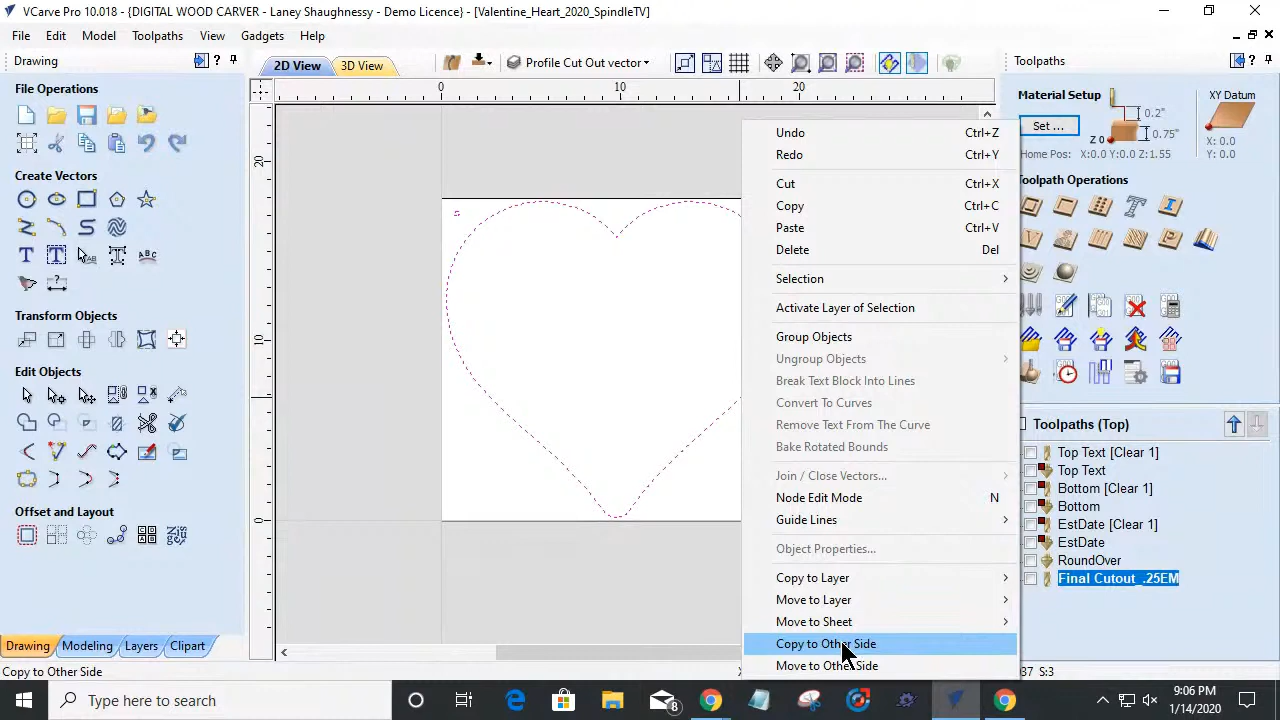 VCarve Pro 10.018 - {DIGITAL WOOD CARVER - Laney Shaughnessy - Demo Licence} - [Valentine_Heart_2020_SpindleTV]
File Edit Model Toolpaths View Gadgets Help
Drawing
2D View 3D View Profile Cut Out vector
Toolpaths
File Operations
Create Vectors
Transform Objects
Edit Objects
Offset and Layout
0 10 20
20
10
0
Undo Ctrl+Z
Redo Ctrl+Y
Cut Ctrl+X
Copy Ctrl+C
Paste Ctrl+V
Delete Del
Selection
Activate Layer of Selection
Group Objects
Ungroup Objects
Break Text Block Into Lines
Convert To Curves
Remove Text From The Curve
Bake Rotated Bounds
Join / Close Vectors...
Node Edit Mode N
Guide Lines
Object Properties...
Copy to Layer
Move to Layer
Move to Sheet
Copy to Other Side
Move to Other Side
Material Setup
Set ...
0.2"
Z 0
0.75"
XY Datum
X: 0.0
Y: 0.0
Home Pos: X:0.0 Y:0.0 Z:1.55
Toolpath Operations
Toolpaths (Top)
Top Text [Clear 1]
Top Text
Bottom [Clear 1]
Bottom
EstDate [Clear 1]
EstDate
RoundOver
Final Cutout_.25EM
Drawing Modeling Layers Clipart
Copy to Other Side
37 S:3
Type here to search
8
9:06 PM
1/14/2020